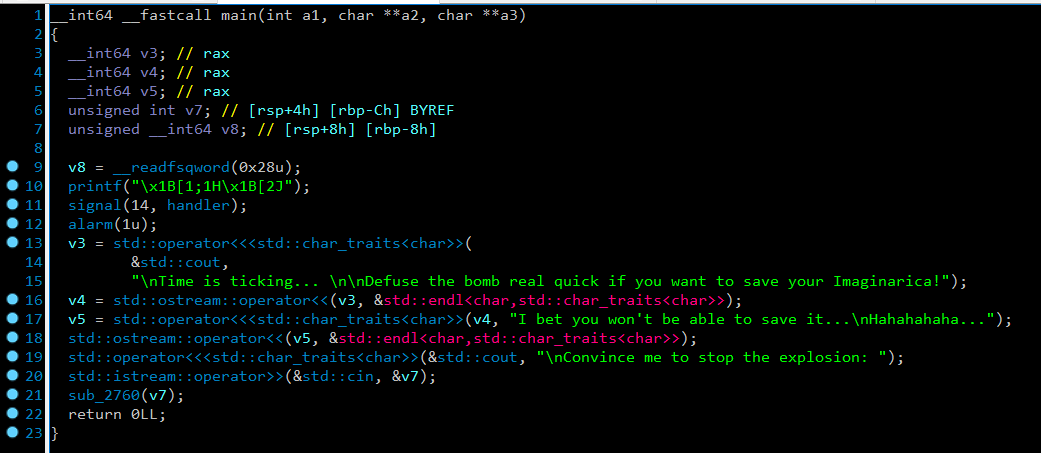 1 __int64 __fastcall main(int a1, char **a2, char **a3)
2 {
3 __int64 v3; // rax
4 __int64 v4; // rax
5 __int64 v5; // rax
6 unsigned int v7; // [rsp+4h] [rbp-Ch] BYREF
7 unsigned __int64 v8; // [rsp+8h] [rbp-8h]
8
9 v8 = __readfsqword(0x28u);
10 printf("\x1B[1;1H\x1B[2J");
11 signal(14, handler);
12 alarm(1u);
13 v3 = std::operator<<<std::char_traits<char>>(
14 &std::cout,
15 "\nTime is ticking... \n\nDefuse the bomb real quick if you want to save your Imaginarica!");
16 v4 = std::ostream::operator<<(v3, &std::endl<char,std::char_traits<char>>);
17 v5 = std::operator<<<std::char_traits<char>>(v4, "I bet you won't be able to save it...\nHahahahaha...");
18 std::ostream::operator<<(v5, &std::endl<char,std::char_traits<char>>);
19 std::operator<<<std::char_traits<char>>(&std::cout, "\nConvince me to stop the explosion: ");
20 std::istream::operator>>(&std::cin, &v7);
21 sub_2760(v7);
22 return 0LL;
23 }